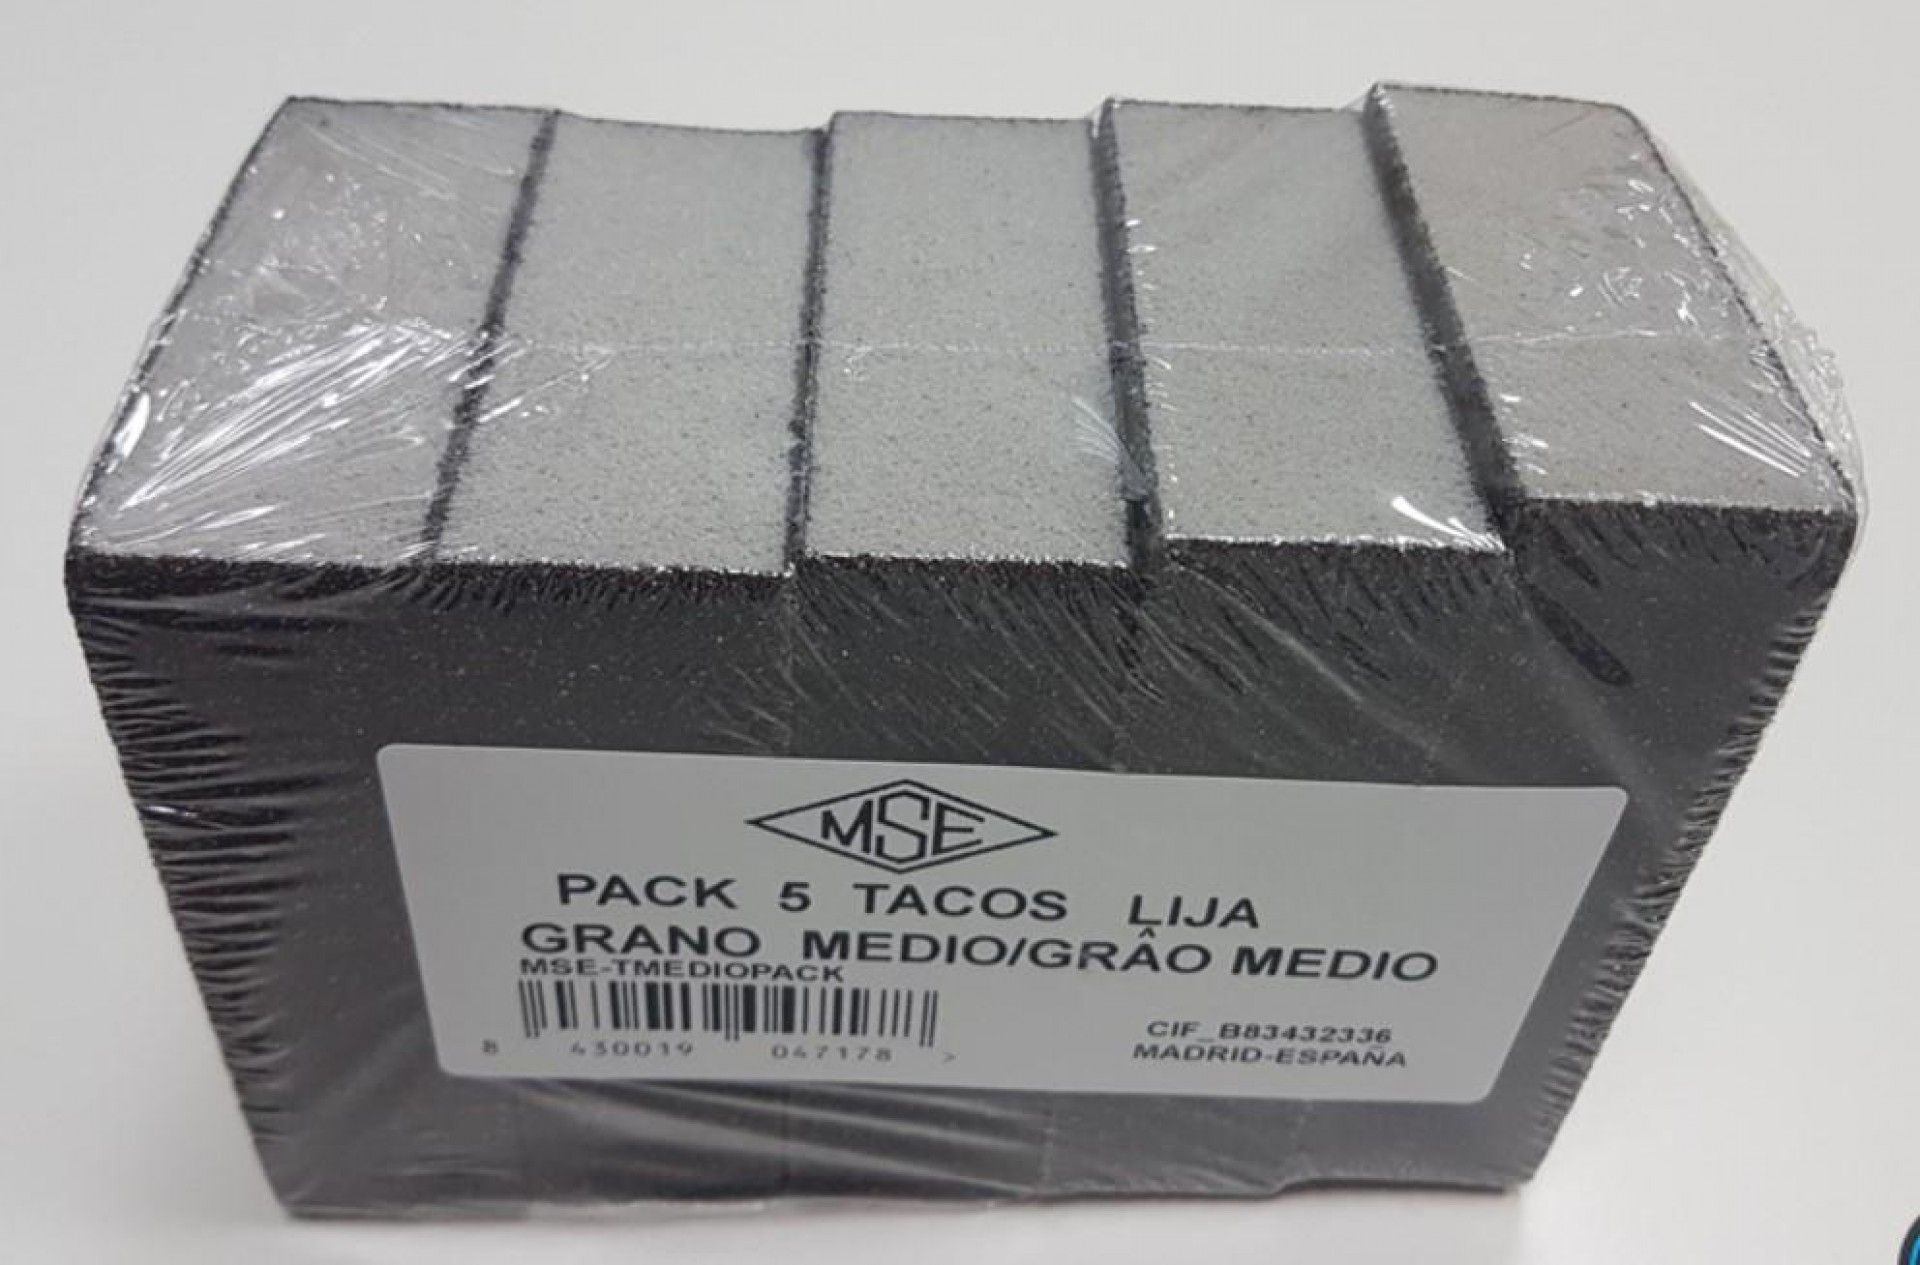 MSE
PACK 5 TACOS LIJA
GRANO MEDIO/GRÂO MEDIO
MSE-TMEDIOPACK
8 430019 047178 >
CIF_B83432336
MADRID-ESPAÑA